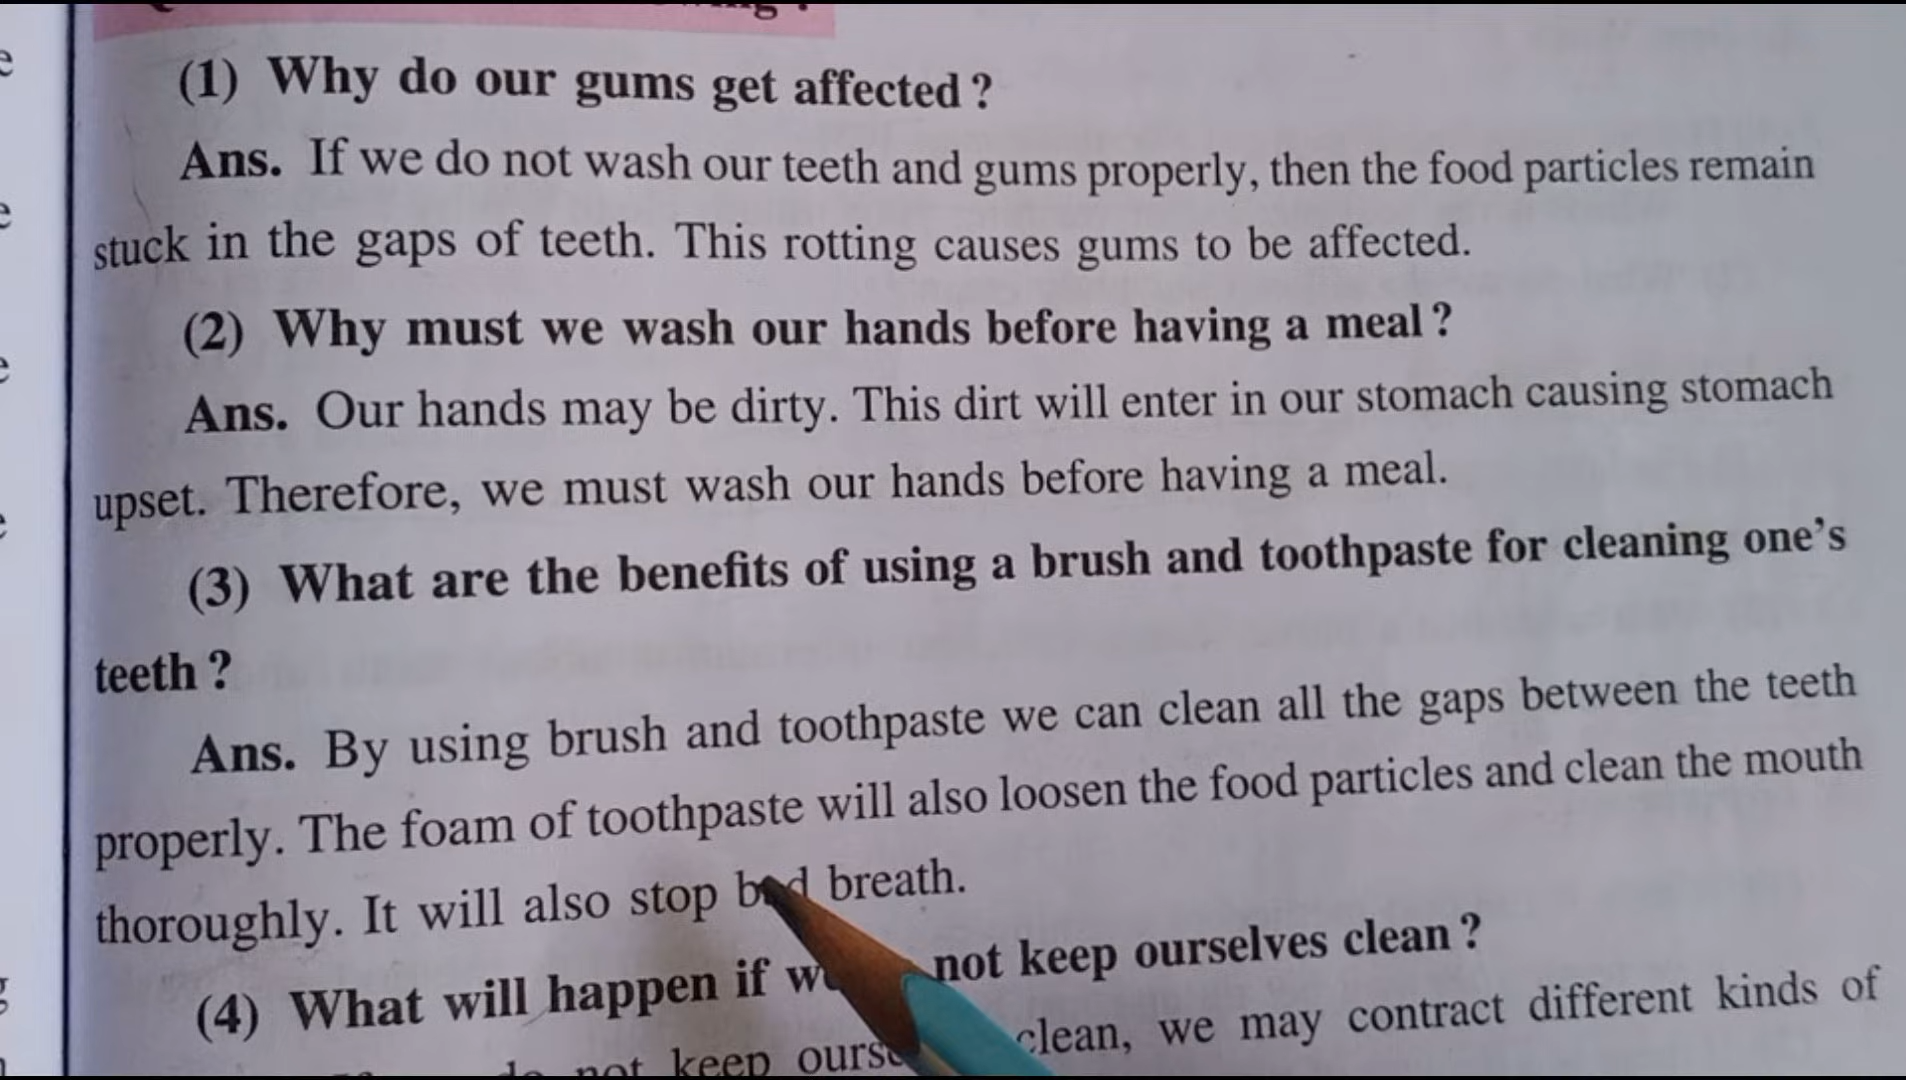 (1) Why do our gums get affected ?
Ans. If we do not wash our teeth and gums properly, then the food particles remain
stuck in the gaps of teeth. This rotting causes gums to be affected.
(2) Why must we wash our hands before having a meal ?
Ans. Our hands may be dirty. This dirt will enter in our stomach causing stomach
upset. Therefore, we must wash our hands before having a meal.
(3) What are the benefits of using a brush and toothpaste for cleaning one's
teeth ?
Ans. By using brush and toothpaste we can clean all the gaps between the teeth
properly. The foam of toothpaste will also loosen the food particles and clean the mouth
thoroughly. It will also stop bad breath.
(4) What will happen if not keep ourselves clean ?
not keep clean, we may contract different kinds of